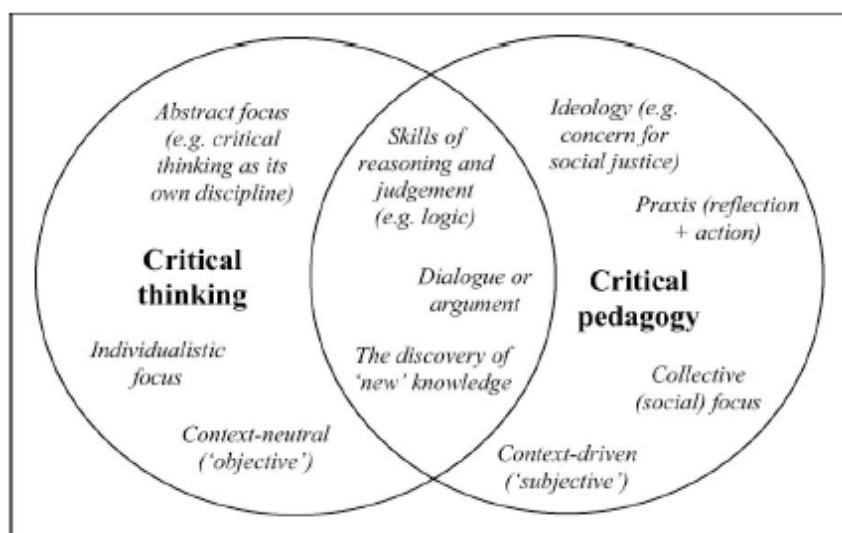 Abstract focus
(e.g. critical
thinking as its
own discipline)
Critical
thinking
Individualistic
focus
Context-neutral
(‘objective’)
Skills of
reasoning and
judgement
(e.g. logic)
Dialogue or
argument
The discovery of
‘new’ knowledge
Ideology (e.g.
concern for
social justice)
Praxis (reflection
+ action)
Critical
pedagogy
Collective
(social) focus
Context-driven
(‘subjective’)